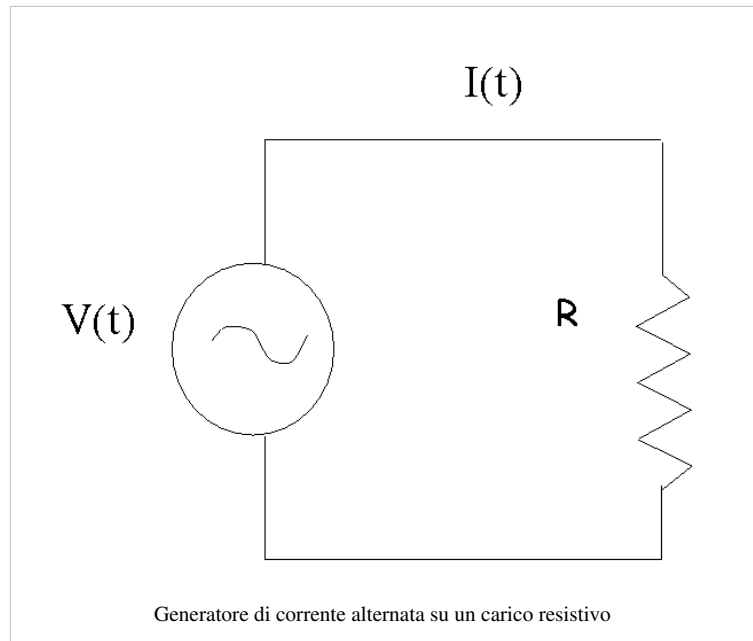 I(t)
V(t)
R
Generatore di corrente alternata su un carico resistivo